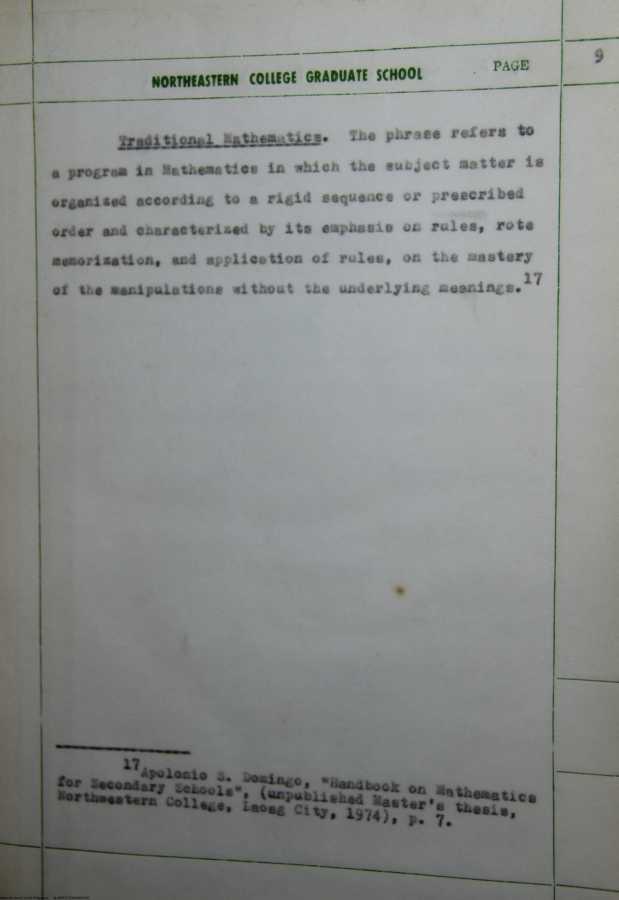 NORTHEASTERN COLLEGE GRADUATE SCHOOL PAGE 9
Traditional Mathematics. The phrase refers to
a program in Mathematics in which the subject matter is
organized according to a rigid sequence or prescribed
order and characterized by its emphasis on rules, rote
memorization, and application of rules, on the mastery
of the manipulations without the underlying meanings.17
17Apolonio S. Domingo, "Handbook on Mathematics
for Secondary Schools", (unpublished Master's thesis,
Northwestern College, Laoag City, 1974), p. 7.